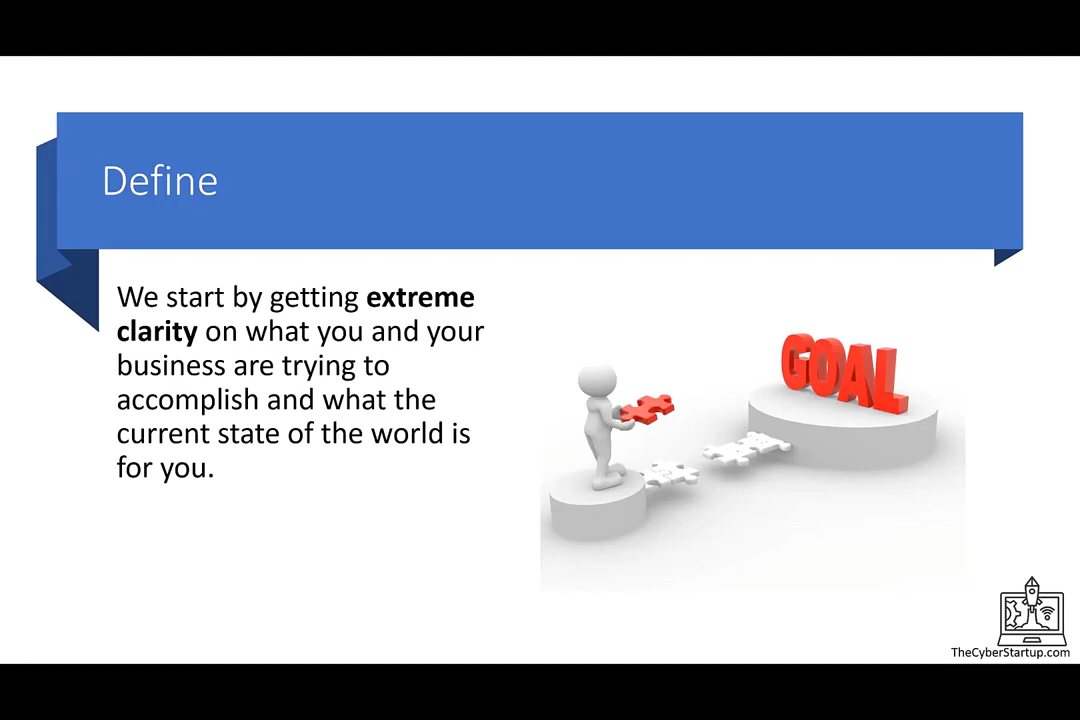 Define
We start by getting extreme
clarity on what you and your
business are trying to
accomplish and what the
current state of the world is
for you.
GOAL
TheCyberStartup.com